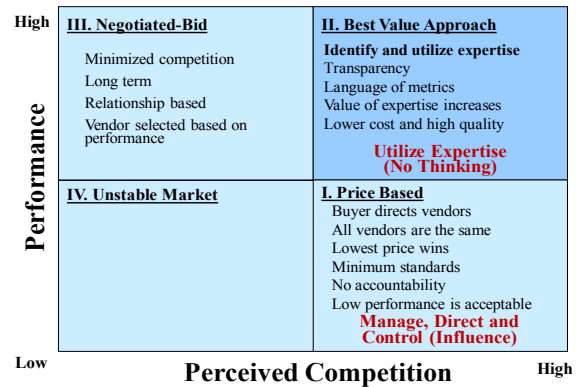 High
III. Negotiated-Bid
Minimized competition
Long term
Relationship based
Vendor selected based on
performance
II. Best Value Approach
Identify and utilize expertise
Transparency
Language of metrics
Value of expertise increases
Lower cost and high quality
Utilize Expertise
(No Thinking)
Performance
IV. Unstable Market
I. Price Based
Buyer directs vendors
All vendors are the same
Lowest price wins
Minimum standards
No accountability
Low performance is acceptable
Manage, Direct and
Control (Influence)
Low
Perceived Competition
High